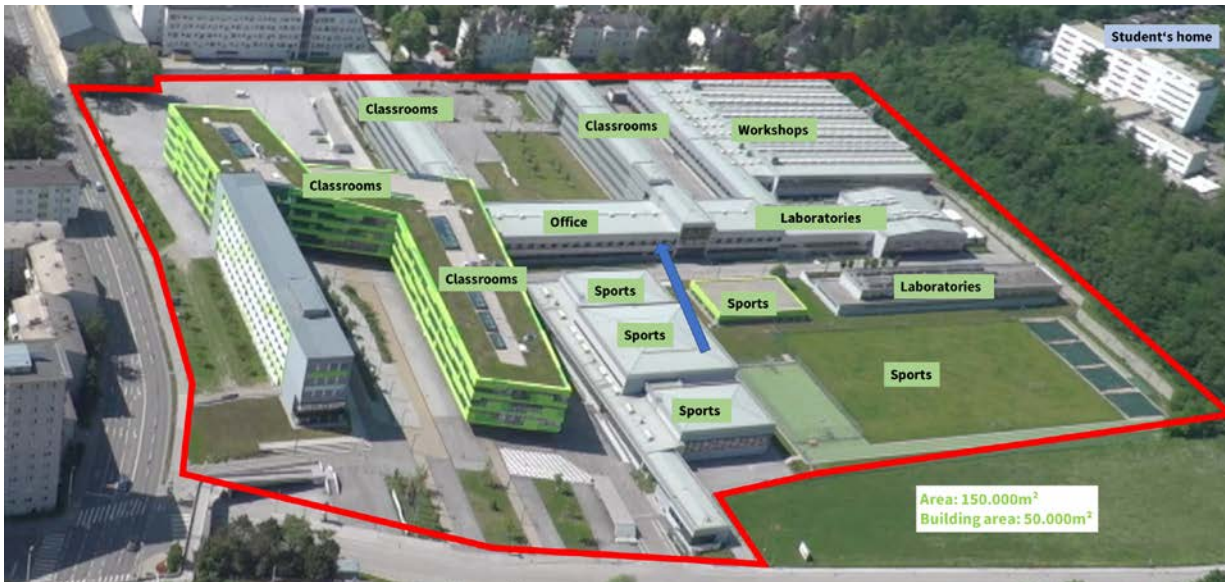 Student‘s home
Classrooms
Classrooms
Workshops
Classrooms
Office
Laboratories
Classrooms
Sports
Sports
Laboratories
Sports
Sports
Sports
Area: 150.000m²
Building area: 50.000m²